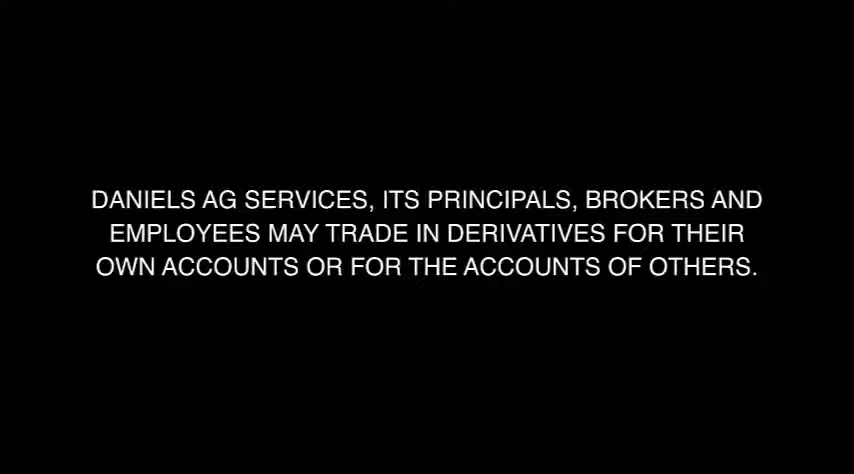 DANIELS AG SERVICES, ITS PRINCIPALS, BROKERS AND
EMPLOYEES MAY TRADE IN DERIVATIVES FOR THEIR
OWN ACCOUNTS OR FOR THE ACCOUNTS OF OTHERS.